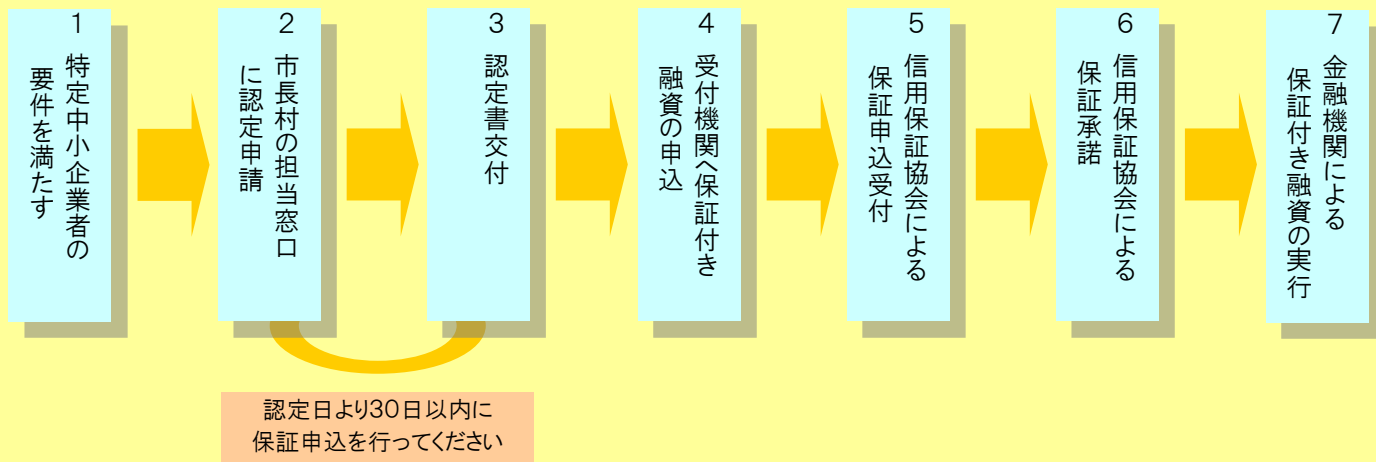 1
特定中小企業者の
要件を満たす
2
市長村の担当窓口
に認定申請
3
認定書交付
4
受付機関へ保証付き
融資の申込
5
信用保証協会による
保証申込受付
6
信用保証協会による
保証承諾
7
金融機関による
保証付き融資の実行
認定日より30日以内に
保証申込を行ってください